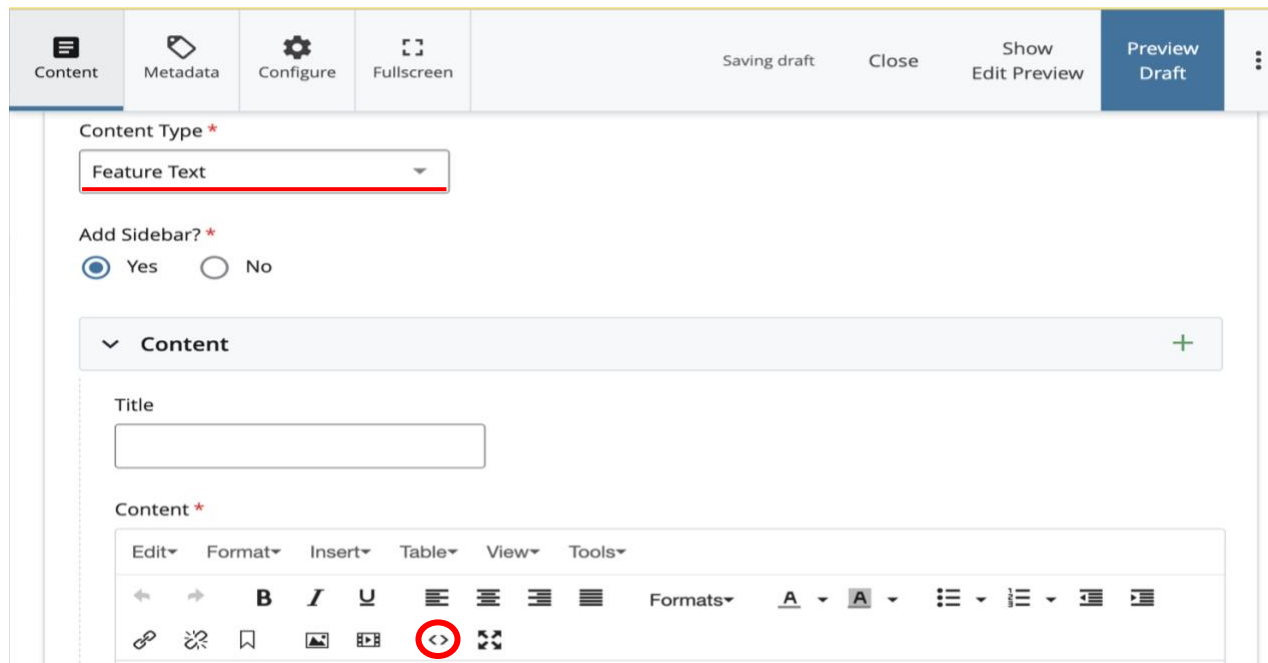 Content
Metadata
Configure
Fullscreen
Saving draft
Close
Show
Edit Preview
Preview
Draft
Content Type *
Feature Text
Add Sidebar? *
Yes
No
Content
Title
Content *
Edit Format Insert Table View Tools
B I U Formats A A